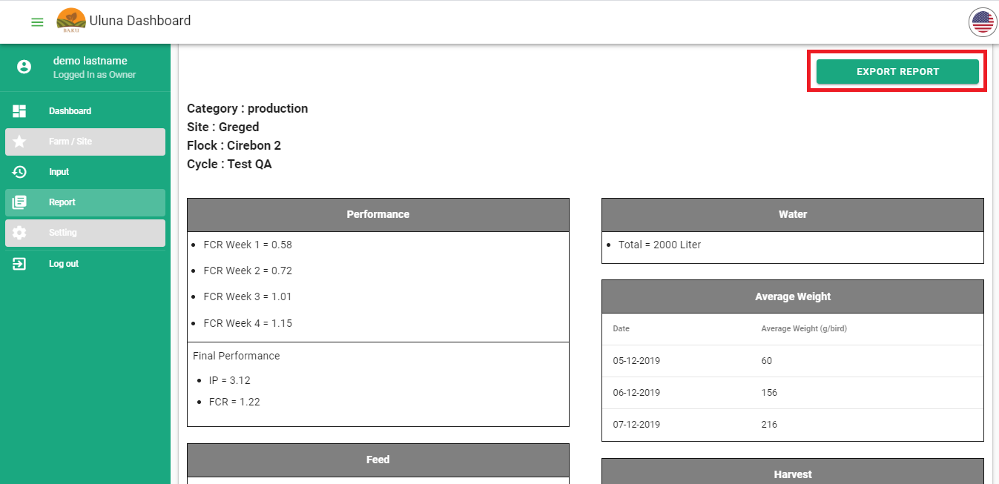 BAKU
Uluna Dashboard
demo lastname
Logged In as Owner
Dashboard
Farm / Site
Input
Report
Setting
Log out
EXPORT REPORT
Category : production
Site : Greged
Flock : Cirebon 2
Cycle : Test QA
Performance
FCR Week 1 = 0.58
FCR Week 2 = 0.72
FCR Week 3 = 1.01
FCR Week 4 = 1.15
Final Performance
IP = 3.12
FCR = 1.22
Feed
Water
Total = 2000 Liter
Average Weight
Date Average Weight (g/bird)
05-12-2019 60
06-12-2019 156
07-12-2019 216
Harvest